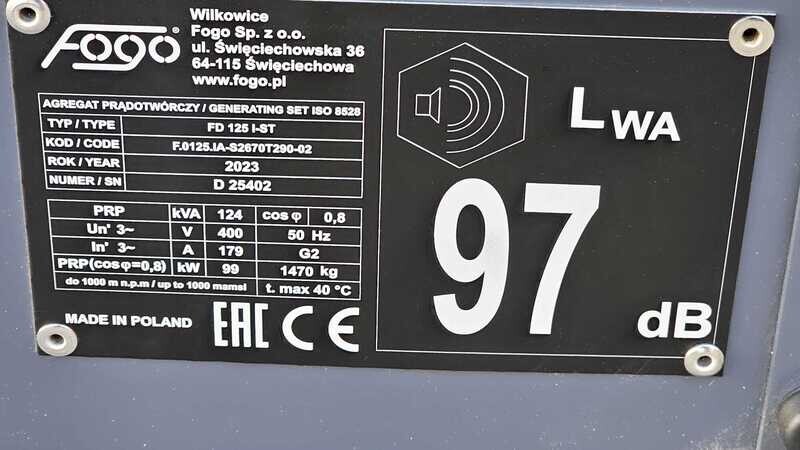 Fogo
Wilkowice
Fogo Sp. z o.o.
ul. Święciechowska 36
64-115 Święciechowa
www.fogo.pl
AGREGAT PRĄDOTWÓRCZY / GENERATING SET ISO 8528
TYP / TYPE FD 125 I-ST
KOD / CODE F.0125.IA-S2670T290-02
ROK / YEAR 2023
NUMER / SN D 25402
PRP kVA 124 cos φ 0,8
Un' 3~ V 400 50 Hz
In' 3~ A 179 G2
PRP(cosφ=0,8) kW 99 1470 kg
do 1000 m n.p.m / up to 1000 mamsl t. max 40 °C
MADE IN POLAND EAC CE
LWA
97
dB